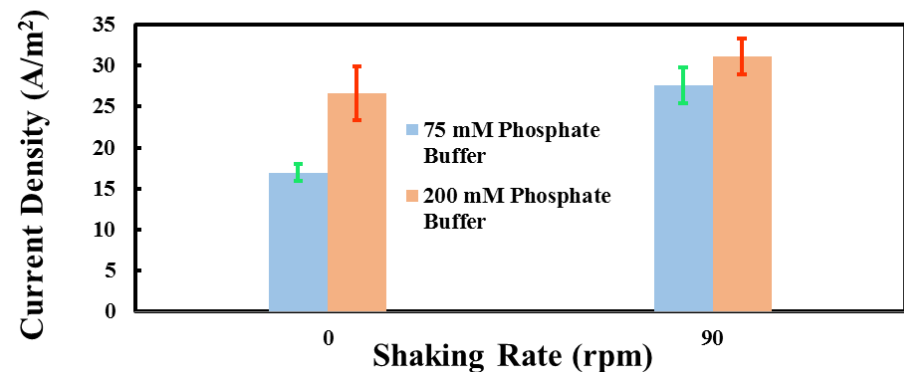 Current Density (A/m²)
35
30
25
20
15
10
5
0
75 mM Phosphate
Buffer
200 mM Phosphate
Buffer
0
90
Shaking Rate (rpm)